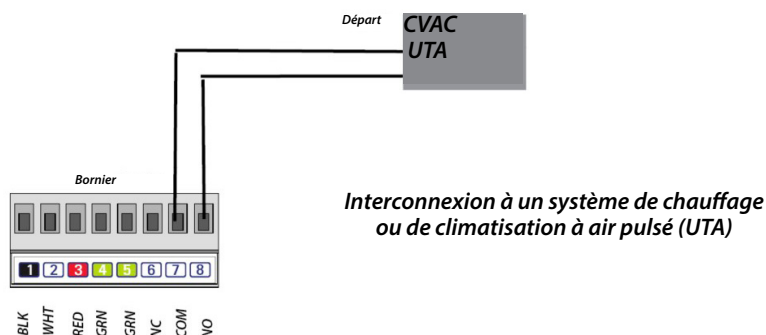 Départ
CVAC
UTA
Bornier
Interconnexion à un système de chauffage
ou de climatisation à air pulsé (UTA)
1 2 3 4 5 6 7 8
BLK WHT RED GRN GRN NC COM NO